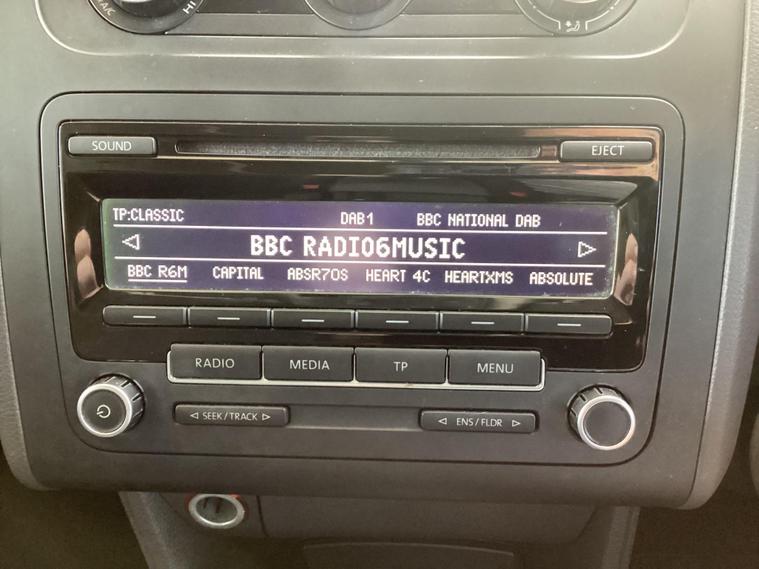 A/C HI
SOUND EJECT
TP:CLASSIC DAB1 BBC NATIONAL DAB
BBC RADIO6MUSIC
BBC R6M CAPITAL ABSR70S HEART 4C HEARTXMS ABSOLUTE
RADIO MEDIA TP MENU
SEEK/TRACK ENS/FLDR